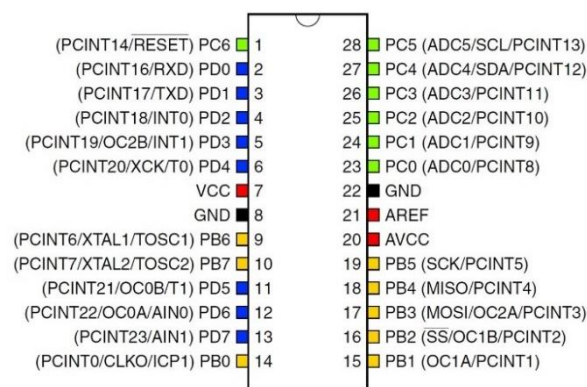 (PCINT14/RESET) PC6 1 28 PC5 (ADC5/SCL/PCINT13)
(PCINT16/RXD) PD0 2 27 PC4 (ADC4/SDA/PCINT12)
(PCINT17/TXD) PD1 3 26 PC3 (ADC3/PCINT11)
(PCINT18/INT0) PD2 4 25 PC2 (ADC2/PCINT10)
(PCINT19/OC2B/INT1) PD3 5 24 PC1 (ADC1/PCINT9)
(PCINT20/XCK/T0) PD4 6 23 PC0 (ADC0/PCINT8)
VCC 7 22 GND
GND 8 21 AREF
(PCINT6/XTAL1/TOSC1) PB6 9 20 AVCC
(PCINT7/XTAL2/TOSC2) PB7 10 19 PB5 (SCK/PCINT5)
(PCINT21/OC0B/T1) PD5 11 18 PB4 (MISO/PCINT4)
(PCINT22/OC0A/AIN0) PD6 12 17 PB3 (MOSI/OC2A/PCINT3)
(PCINT23/AIN1) PD7 13 16 PB2 (SS/OC1B/PCINT2)
(PCINT0/CLKO/ICP1) PB0 14 15 PB1 (OC1A/PCINT1)